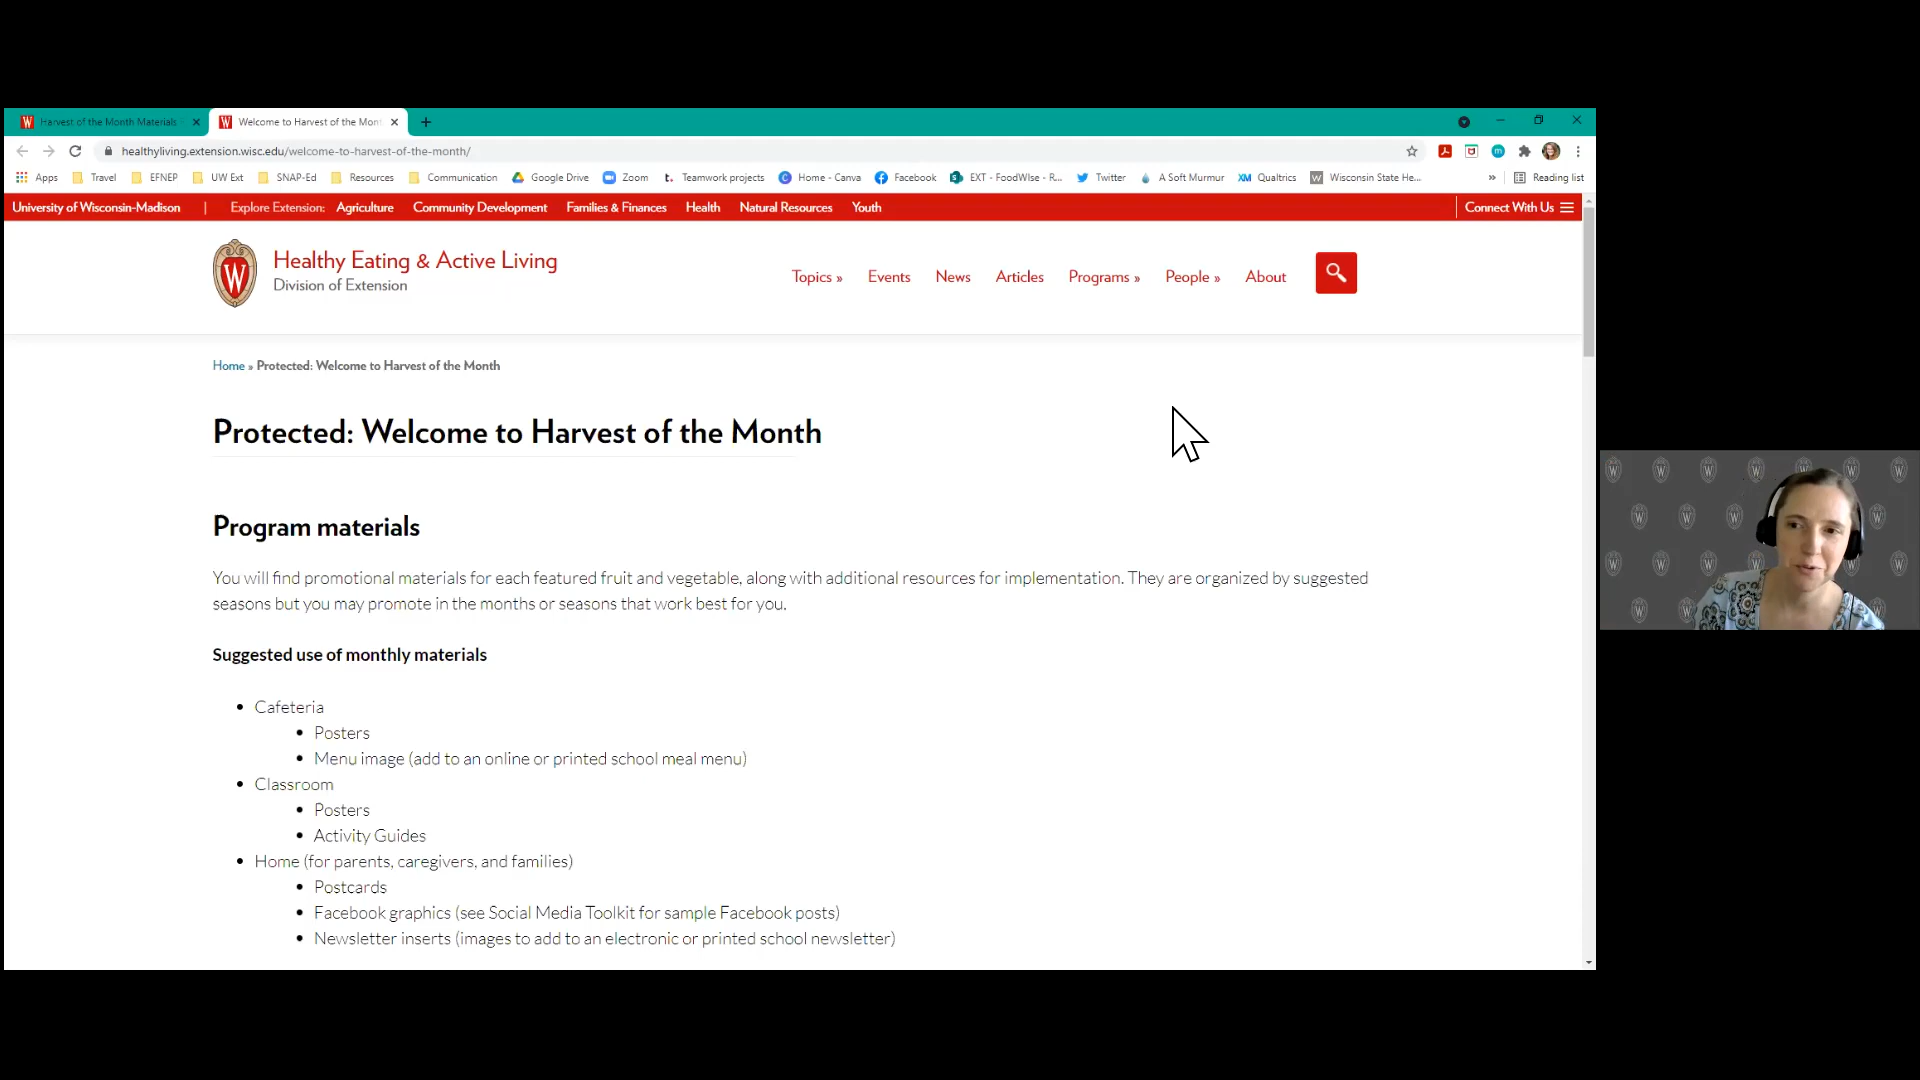 Harvest of the Month Materials
Welcome to Harvest of the Mont
healthyliving.extension.wisc.edu/welcome-to-harvest-of-the-month/
Apps Travel EFNEP UW Ext SNAP-Ed Resources Communication Google Drive Zoom Teamwork projects Home - Canva Facebook EXT - FoodWIse - R... Twitter A Soft Murmur Qualtrics Wisconsin State He... » Reading list
University of Wisconsin-Madison | Explore Extension: Agriculture Community Development Families & Finances Health Natural Resources Youth Connect With Us
W
Healthy Eating & Active Living
Division of Extension
Topics » Events News Articles Programs » People » About
Home » Protected: Welcome to Harvest of the Month
Protected: Welcome to Harvest of the Month
Program materials
You will find promotional materials for each featured fruit and vegetable, along with additional resources for implementation. They are organized by suggested
seasons but you may promote in the months or seasons that work best for you.
Suggested use of monthly materials
• Cafeteria
• Posters
• Menu image (add to an online or printed school meal menu)
• Classroom
• Posters
• Activity Guides
• Home (for parents, caregivers, and families)
• Postcards
• Facebook graphics (see Social Media Toolkit for sample Facebook posts)
• Newsletter inserts (images to add to an electronic or printed school newsletter)